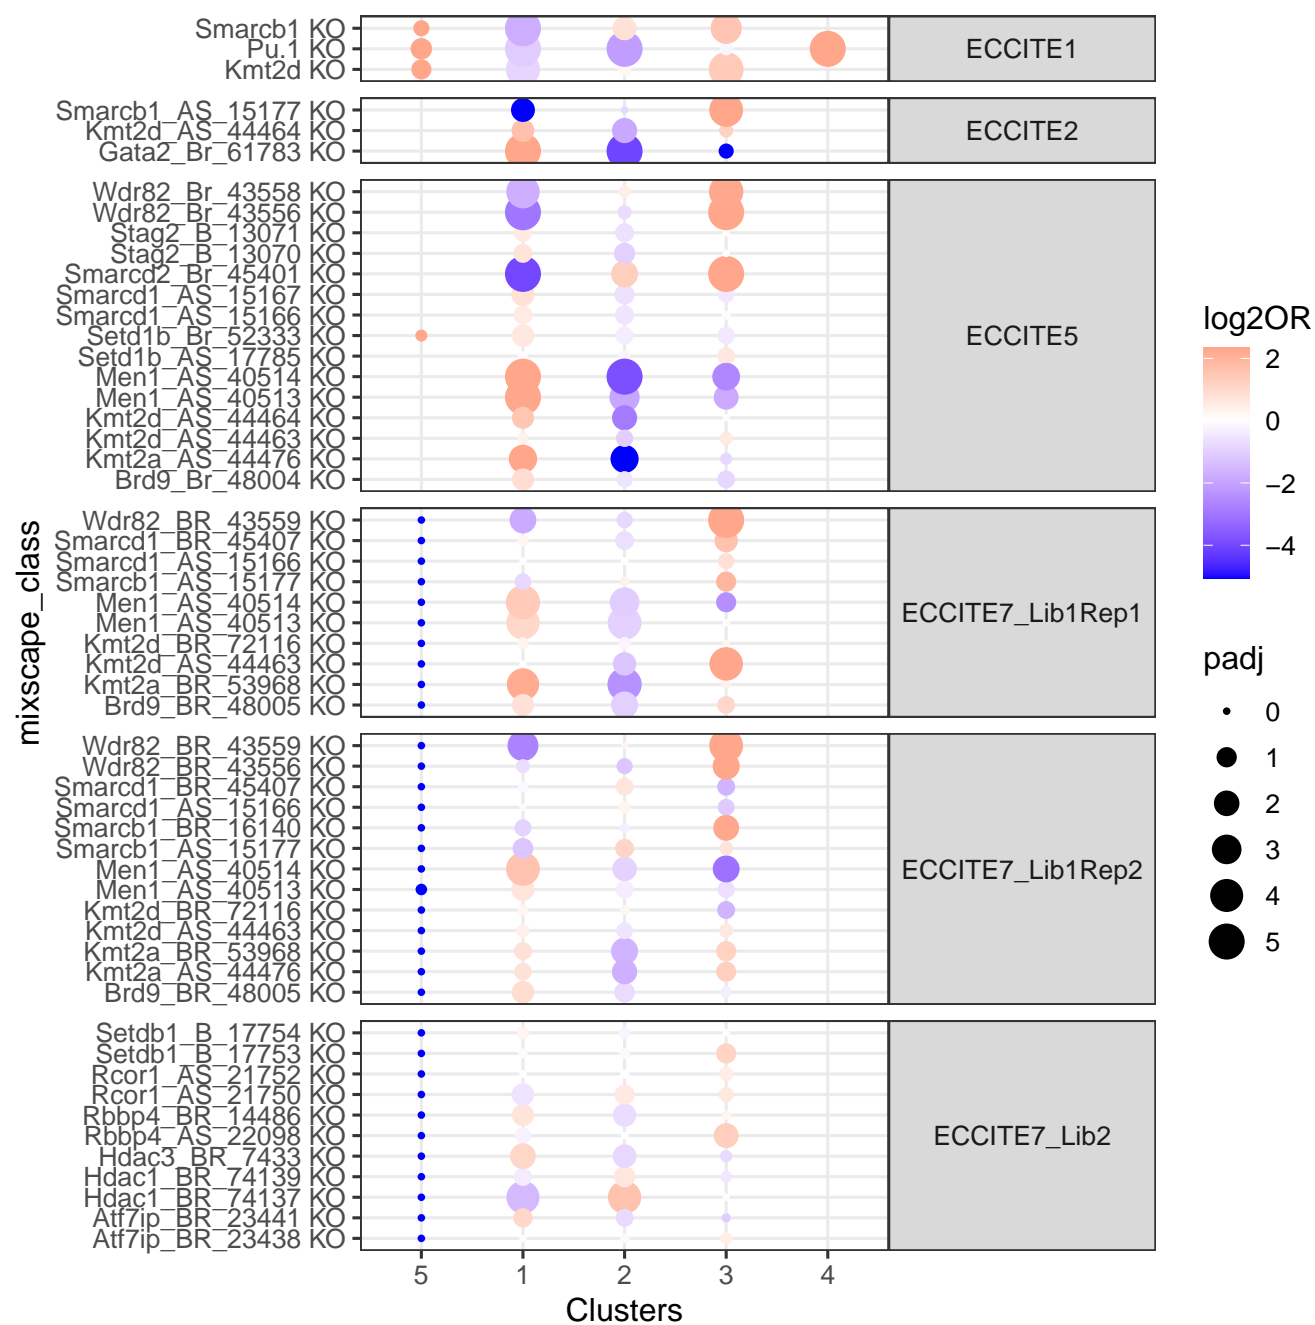 Smarcb1 KO
Pu.1 KO
Kmt2d KO
ECCITE1
Smarcb1_AS_15177 KO
Kmt2d_AS_44464 KO
Gata2_Br_61783 KO
ECCITE2
Wdr82_Br_43558 KO
Wdr82_Br_43556 KO
Stag2_B_13071 KO
Stag2_B_13070 KO
Smarcd2_Br_45401 KO
Smarcd1_AS_15167 KO
Smarcd1_AS_15166 KO
Setd1b_Br_52333 KO
Setd1b_AS_17785 KO
Men1_AS_40514 KO
Men1_AS_40513 KO
Kmt2d_AS_44464 KO
Kmt2d_AS_44463 KO
Kmt2a_AS_44476 KO
Brd9_Br_48004 KO
ECCITE5
Wdr82_BR_43559 KO
Smarcd1_BR_45407 KO
Smarcd1_AS_15166 KO
Smarcb1_AS_15177 KO
Men1_AS_40514 KO
Men1_AS_40513 KO
Kmt2d_BR_72116 KO
Kmt2d_AS_44463 KO
Kmt2a_BR_53968 KO
Brd9_BR_48005 KO
ECCITE7_Lib1Rep1
Wdr82_BR_43559 KO
Wdr82_BR_43556 KO
Smarcd1_BR_45407 KO
Smarcd1_AS_15166 KO
Smarcb1_BR_16140 KO
Smarcb1_AS_15177 KO
Men1_AS_40514 KO
Men1_AS_40513 KO
Kmt2d_BR_72116 KO
Kmt2d_AS_44463 KO
Kmt2a_BR_53968 KO
Kmt2a_AS_44476 KO
Brd9_BR_48005 KO
ECCITE7_Lib1Rep2
Setdb1_B_17754 KO
Setdb1_B_17753 KO
Rcor1_AS_21752 KO
Rcor1_AS_21750 KO
Rbbp4_BR_14486 KO
Rbbp4_AS_22098 KO
Hdac3_BR_7433 KO
Hdac1_BR_74139 KO
Hdac1_BR_74137 KO
Atf7ip_BR_23441 KO
Atf7ip_BR_23438 KO
ECCITE7_Lib2
5 1 2 3 4
Clusters
mixscape_class
log2OR
2
0
−2
−4
padj
0
1
2
3
4
5